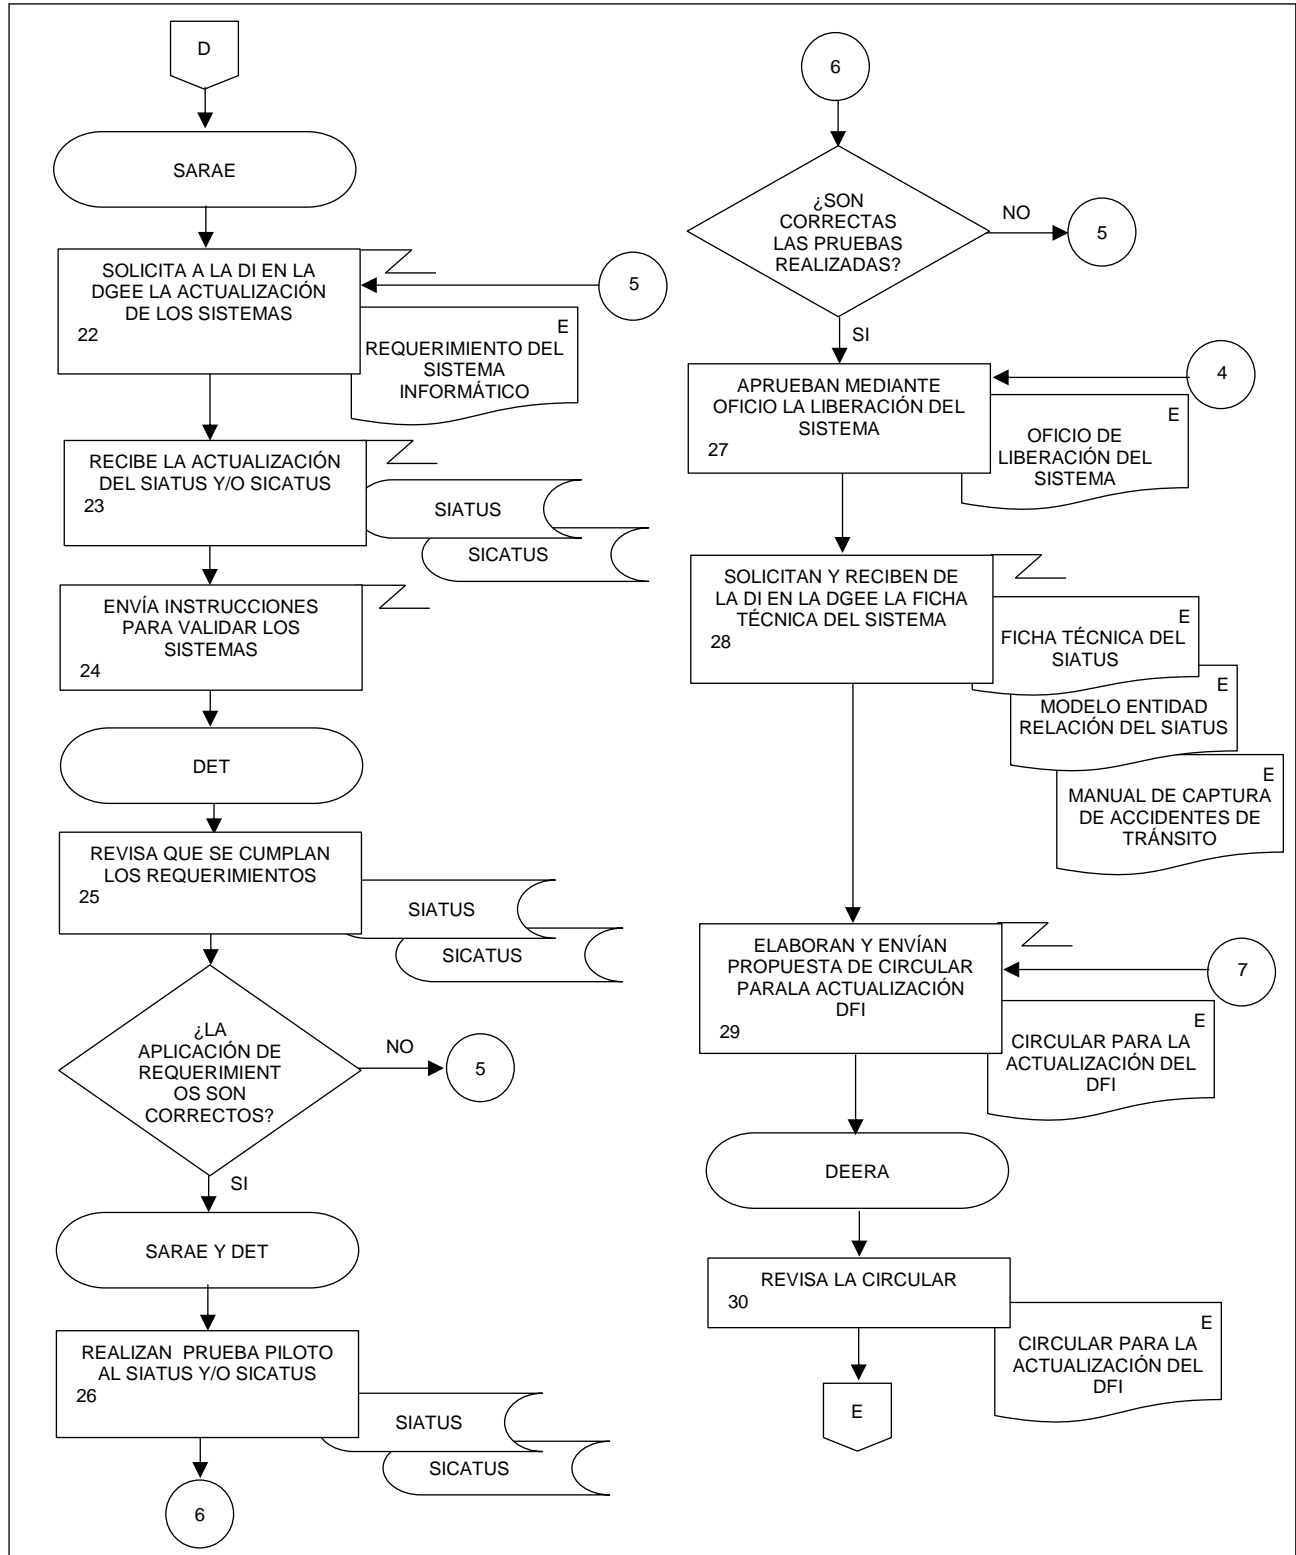 D
SARAE
SOLICITA A LA DI EN LA
DGEE LA ACTUALIZACIÓN
DE LOS SISTEMAS
22
5
E
REQUERIMIENTO DEL
SISTEMA
INFORMÁTICO
RECIBE LA ACTUALIZACIÓN
DEL SIATUS Y/O SICATUS
23
SIATUS
SICATUS
ENVÍA INSTRUCCIONES
PARA VALIDAR LOS
SISTEMAS
24
DET
REVISA QUE SE CUMPLAN
LOS REQUERIMIENTOS
25
SIATUS
SICATUS
¿LA
APLICACIÓN DE
REQUERIMIENT
OS SON
CORRECTOS?
NO
5
SI
SARAE Y DET
REALIZAN PRUEBA PILOTO
AL SIATUS Y/O SICATUS
26
SIATUS
SICATUS
6
6
¿SON
CORRECTAS
LAS PRUEBAS
REALIZADAS?
NO
5
SI
APRUEBAN MEDIANTE
OFICIO LA LIBERACIÓN DEL
SISTEMA
27
4
E
OFICIO DE
LIBERACIÓN DEL
SISTEMA
SOLICITAN Y RECIBEN DE
LA DI EN LA DGEE LA FICHA
TÉCNICA DEL SISTEMA
28
E
FICHA TÉCNICA DEL
SIATUS
E
MODELO ENTIDAD
RELACIÓN DEL SIATUS
E
MANUAL DE CAPTURA
DE ACCIDENTES DE
TRÁNSITO
ELABORAN Y ENVÍAN
PROPUESTA DE CIRCULAR
PARALA ACTUALIZACIÓN
DFI
29
7
E
CIRCULAR PARA LA
ACTUALIZACIÓN DEL
DFI
DEERA
REVISA LA CIRCULAR
30
E
CIRCULAR PARA LA
ACTUALIZACIÓN DEL
DFI
E